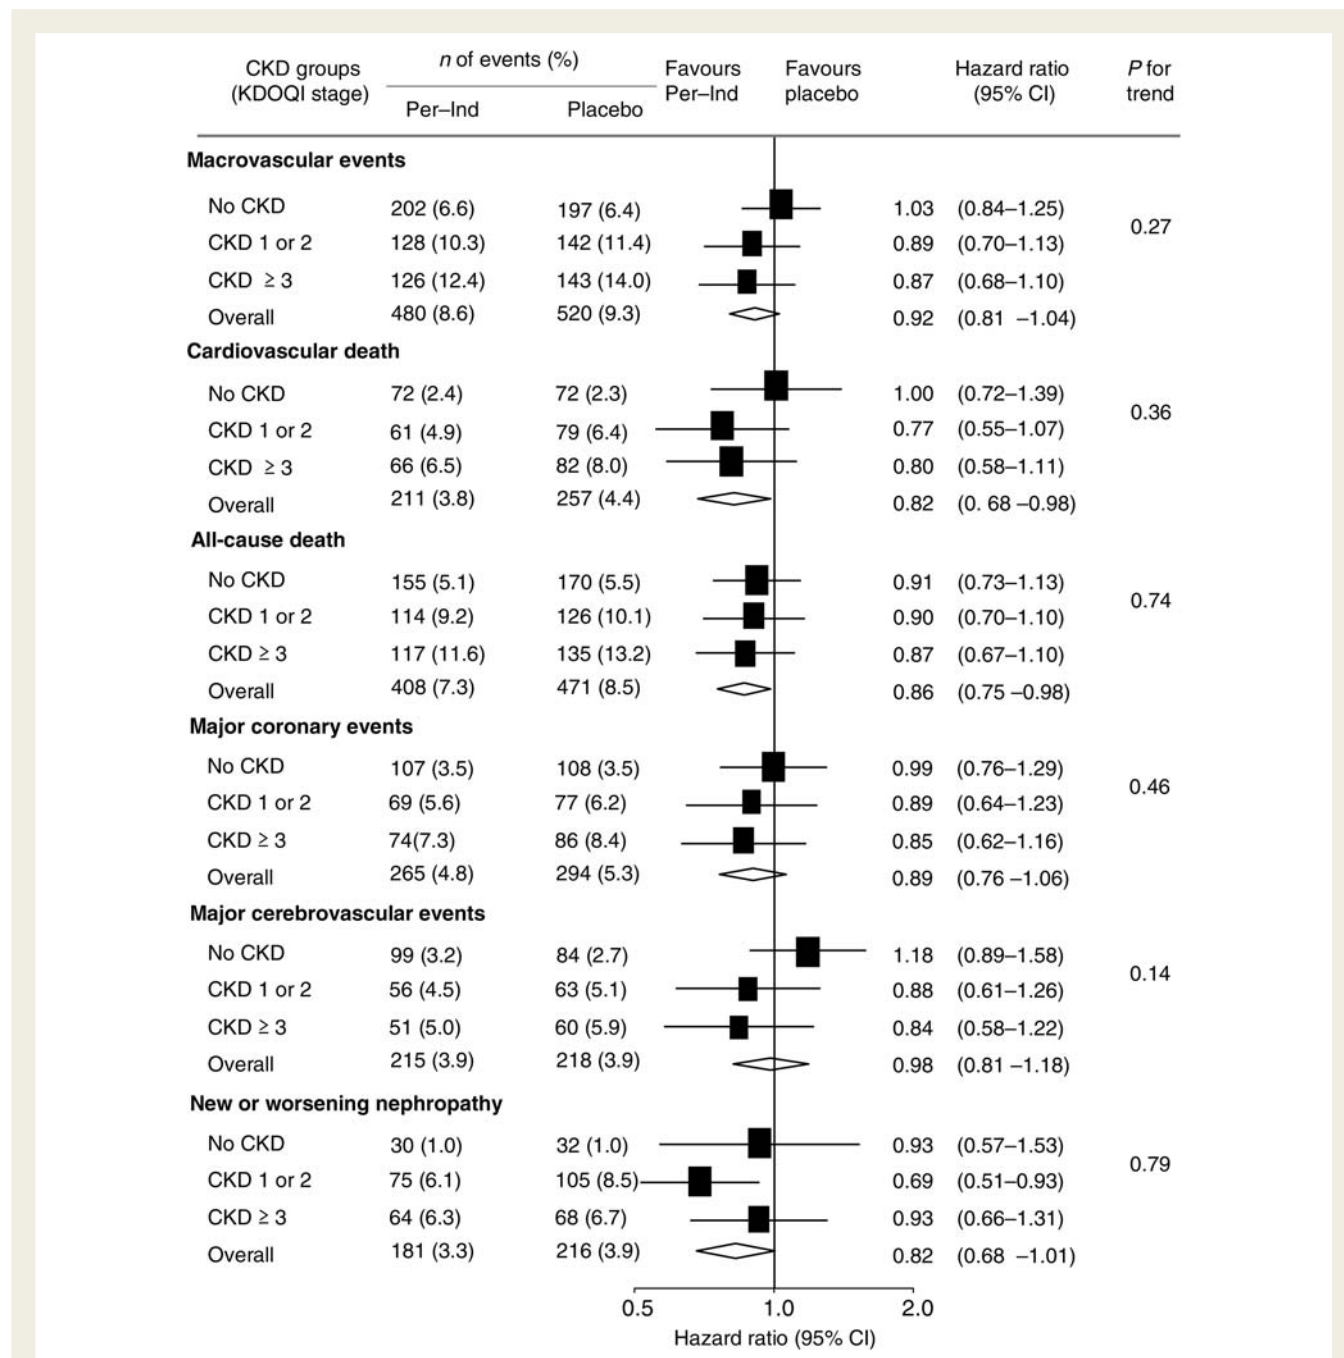 CKD groups (KDOQI stage) n of events (%) Favours Per–Ind Favours placebo Hazard ratio (95% CI) P for trend
Per–Ind Placebo
Macrovascular events
No CKD 202 (6.6) 197 (6.4) 1.03 (0.84–1.25)
0.27
CKD 1 or 2 128 (10.3) 142 (11.4) 0.89 (0.70–1.13)
CKD ≥ 3 126 (12.4) 143 (14.0) 0.87 (0.68–1.10)
Overall 480 (8.6) 520 (9.3) 0.92 (0.81 –1.04)
Cardiovascular death
No CKD 72 (2.4) 72 (2.3) 1.00 (0.72–1.39)
0.36
CKD 1 or 2 61 (4.9) 79 (6.4) 0.77 (0.55–1.07)
CKD ≥ 3 66 (6.5) 82 (8.0) 0.80 (0.58–1.11)
Overall 211 (3.8) 257 (4.4) 0.82 (0. 68 –0.98)
All-cause death
No CKD 155 (5.1) 170 (5.5) 0.91 (0.73–1.13)
0.74
CKD 1 or 2 114 (9.2) 126 (10.1) 0.90 (0.70–1.10)
CKD ≥ 3 117 (11.6) 135 (13.2) 0.87 (0.67–1.10)
Overall 408 (7.3) 471 (8.5) 0.86 (0.75 –0.98)
Major coronary events
No CKD 107 (3.5) 108 (3.5) 0.99 (0.76–1.29)
0.46
CKD 1 or 2 69 (5.6) 77 (6.2) 0.89 (0.64–1.23)
CKD ≥ 3 74(7.3) 86 (8.4) 0.85 (0.62–1.16)
Overall 265 (4.8) 294 (5.3) 0.89 (0.76 –1.06)
Major cerebrovascular events
No CKD 99 (3.2) 84 (2.7) 1.18 (0.89–1.58)
0.14
CKD 1 or 2 56 (4.5) 63 (5.1) 0.88 (0.61–1.26)
CKD ≥ 3 51 (5.0) 60 (5.9) 0.84 (0.58–1.22)
Overall 215 (3.9) 218 (3.9) 0.98 (0.81 –1.18)
New or worsening nephropathy
No CKD 30 (1.0) 32 (1.0) 0.93 (0.57–1.53)
0.79
CKD 1 or 2 75 (6.1) 105 (8.5) 0.69 (0.51–0.93)
CKD ≥ 3 64 (6.3) 68 (6.7) 0.93 (0.66–1.31)
Overall 181 (3.3) 216 (3.9) 0.82 (0.68 –1.01)
0.5 1.0 2.0
Hazard ratio (95% CI)